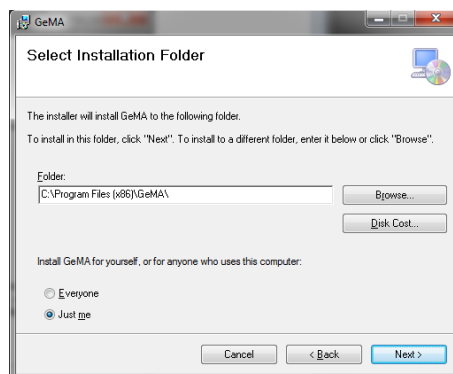 GeMA
Select Installation Folder
The installer will install GeMA to the following folder.
To install in this folder, click "Next". To install to a different folder, enter it below or click "Browse".
Folder:
C:\Program Files (x86)\GeMA\
Browse...
Disk Cost...
Install GeMA for yourself, or for anyone who uses this computer:
Everyone
Just me
Cancel
< Back
Next >